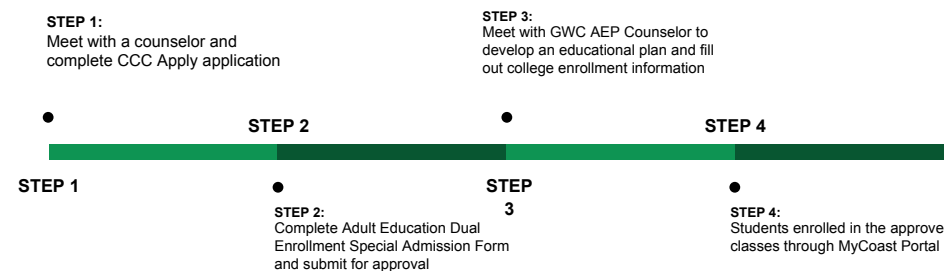 STEP 1:
Meet with a counselor and
complete CCC Apply application
STEP 3:
Meet with GWC AEP Counselor to
develop an educational plan and fill
out college enrollment information
STEP 2
STEP 4
STEP 1
STEP
3
STEP 2:
Complete Adult Education Dual
Enrollment Special Admission Form
and submit for approval
STEP 4:
Students enrolled in the approve
classes through MyCoast Portal